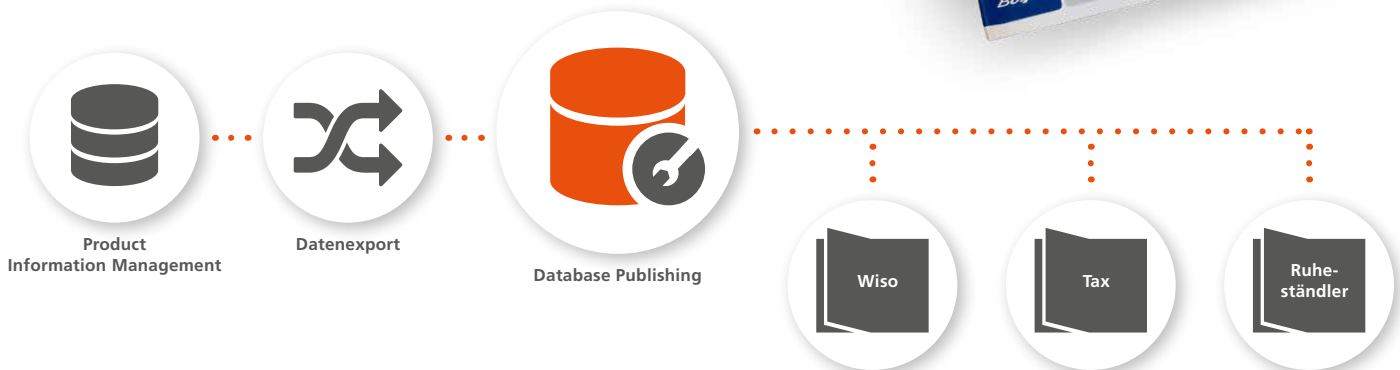 Product
Information Management
Datenexport
Database Publishing
Wiso
Tax
Ruhe-
ständler